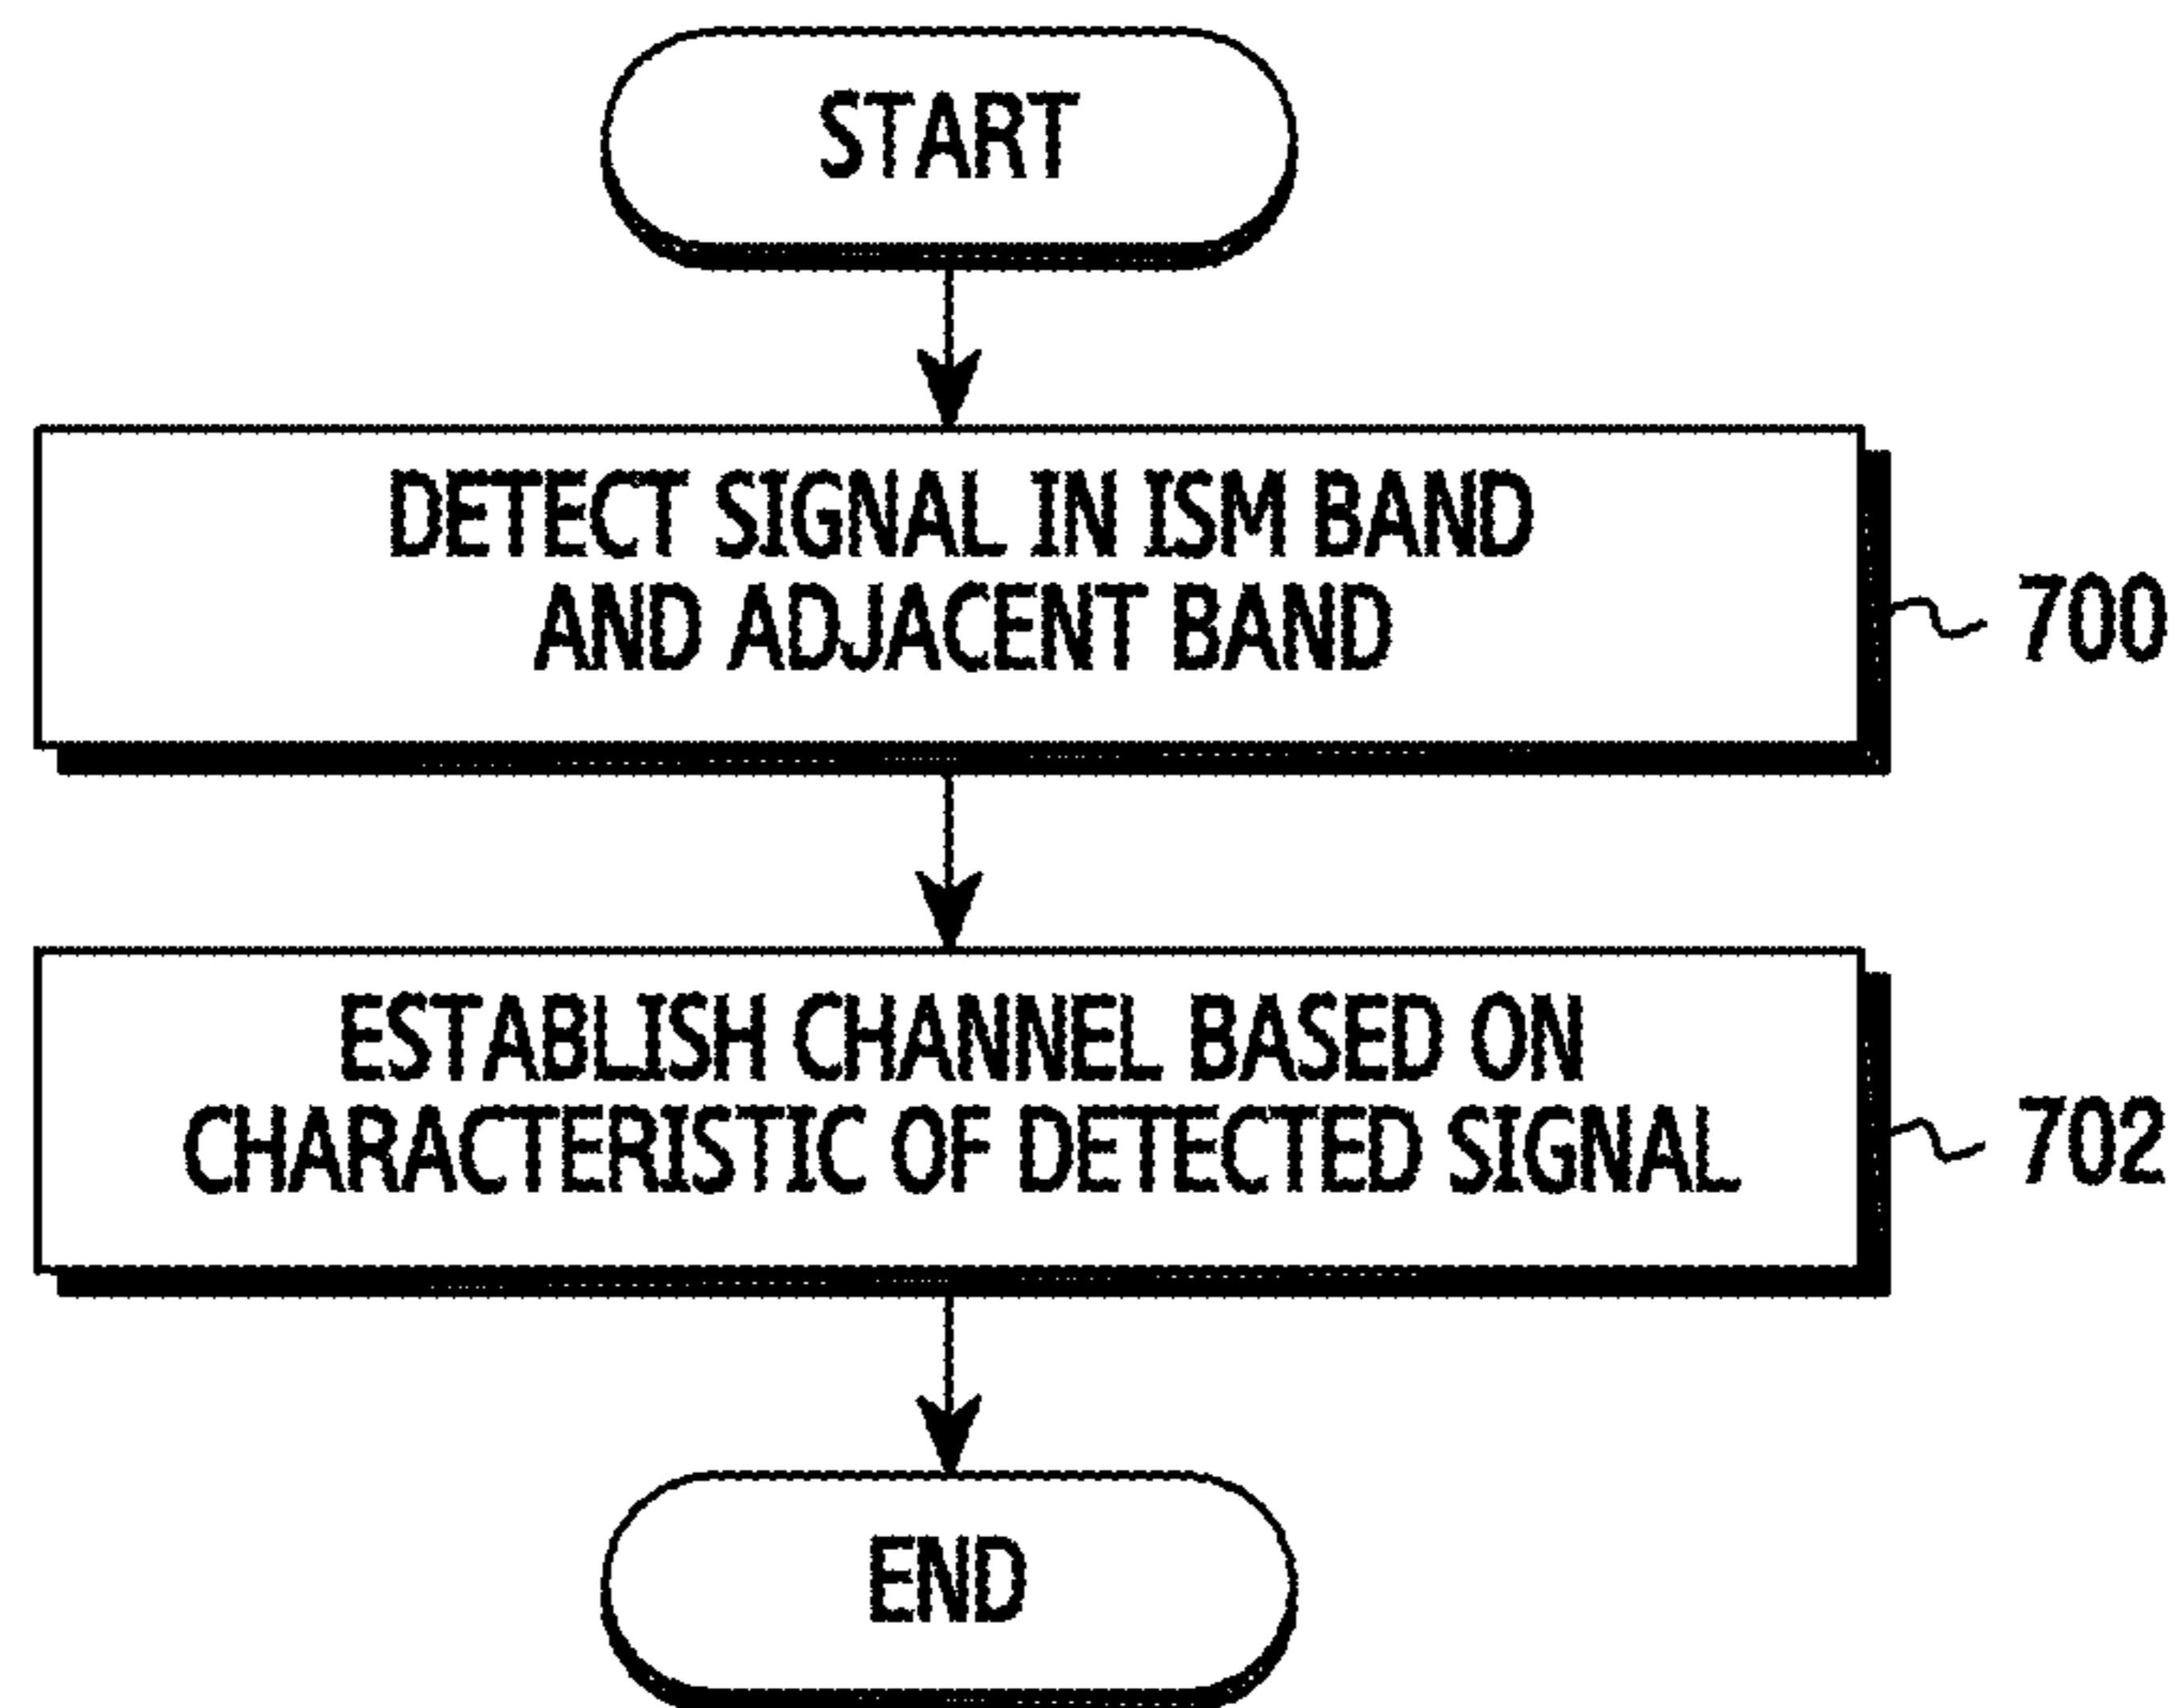 START
DETECT SIGNAL IN ISM BAND
AND ADJACENT BAND
700
ESTABLISH CHANNEL BASED ON
CHARACTERISTIC OF DETECTED SIGNAL
702
END